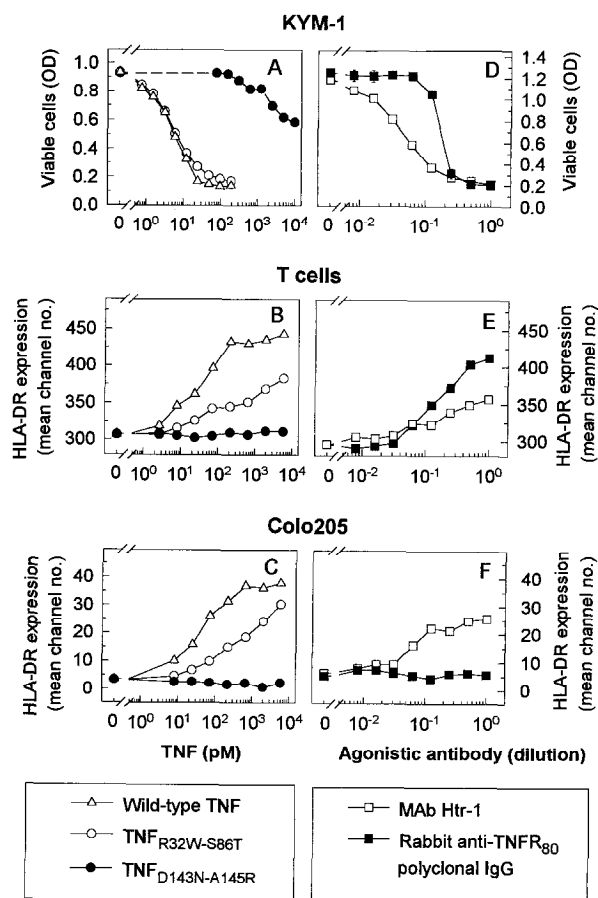 KYM-1
A
D
Viable cells (OD)
1.0
0.8
0.6
0.4
0.2
0.0
0 10⁰ 10¹ 10² 10³ 10⁴
1.4
1.2
1.0
0.8
0.6
0.4
0.2
0.0
Viable cells (OD)
0 10⁻² 10⁻¹ 10⁰
T cells
B
E
HLA-DR expression
(mean channel no.)
450
400
350
300
0 10⁰ 10¹ 10² 10³ 10⁴
450
400
350
300
HLA-DR expression
(mean channel no.)
0 10⁻² 10⁻¹ 10⁰
Colo205
C
F
HLA-DR expression
(mean channel no.)
40
30
20
10
0
0 10⁰ 10¹ 10² 10³ 10⁴
TNF (pM)
40
30
20
10
0
HLA-DR expression
(mean channel no.)
0 10⁻² 10⁻¹ 10⁰
Agonistic antibody (dilution)
Wild-type TNF
TNF R32W-S86T
TNF D143N-A145R
MAb Htr-1
Rabbit anti-TNFR80
polyclonal IgG